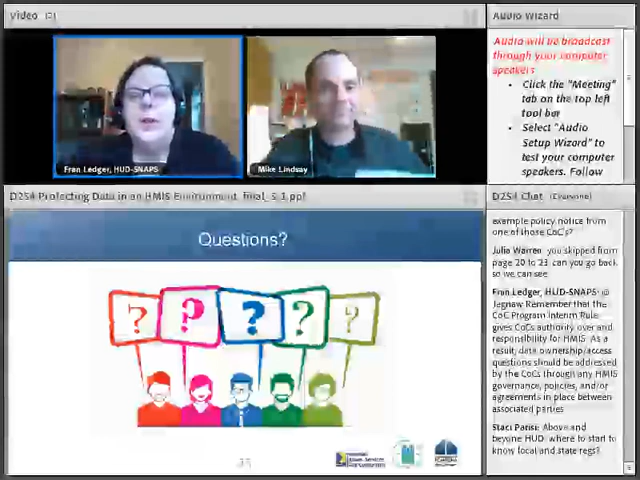 Video (2)
Fran Ledger, HUD-SNAPS
Mike Lindsay
Audio Wizard
Audio will be broadcast
through your computer
speakers
• Click the "Meeting"
tab on the top left
tool bar
• Select "Audio
Setup Wizard" to
test your computer
speakers. Follow
D2S4 Protecting Data in an HMIS Environment_final_5_1.ppt
Questions?
? ? ? ? ?
D2S4 Chat (Everyone)
example policy notice from
one of those CoC's?
Julia Warren: you skipped from
page 20 to 23. can you go back
so we can see
Fran Ledger, HUD-SNAPS: @
Remember that the
CoC Program Interim Rule
gives CoCs authority over and
responsibility for HMIS. As a
result, data ownership/access
questions should be addressed
by the CoCs through any HMIS
governance, policies, and/or
agreements in place between
associated parties
Staci Parisi: Above and
beyone HUD: where to start to
know local and state regs?